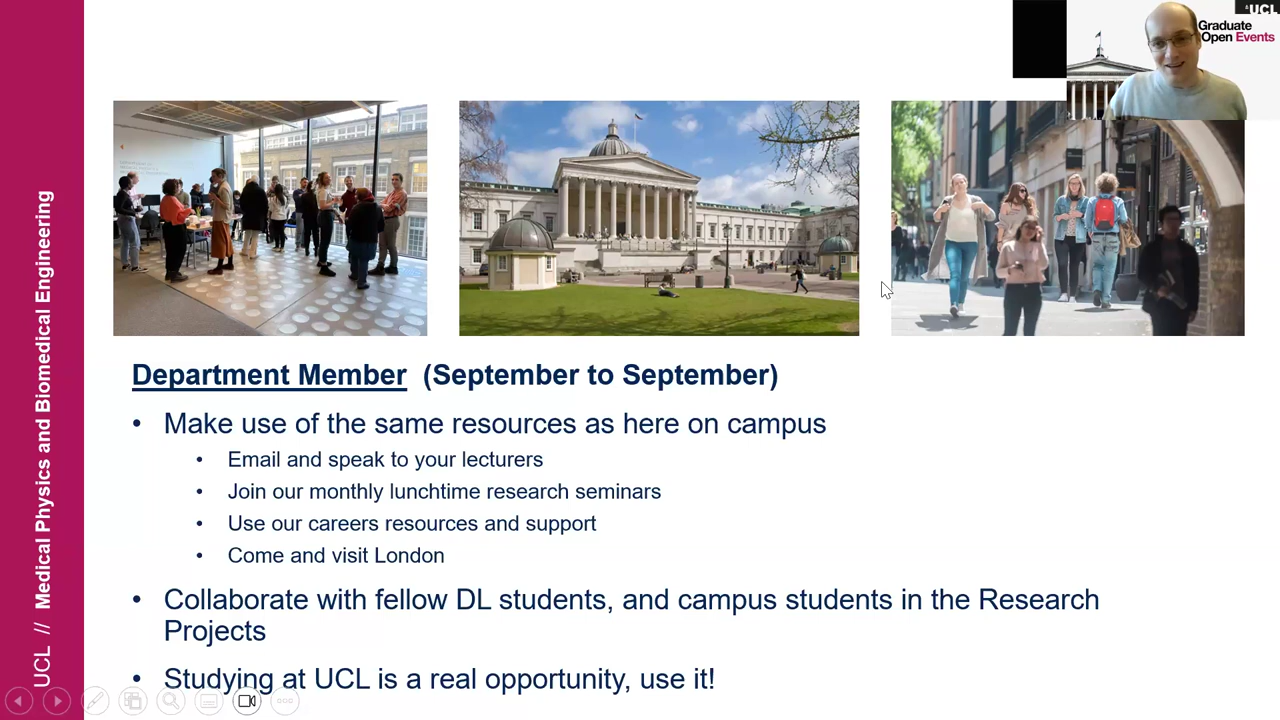 UCL
Graduate
Open Events
UCL // Medical Physics and Biomedical Engineering
Department Member (September to September)
• Make use of the same resources as here on campus
• Email and speak to your lecturers
• Join our monthly lunchtime research seminars
• Use our careers resources and support
• Come and visit London
• Collaborate with fellow DL students, and campus students in the Research
Projects
• Studying at UCL is a real opportunity, use it!